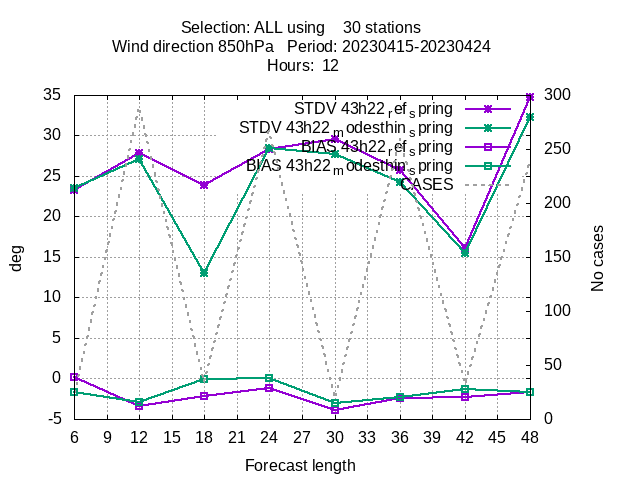 Selection: ALL using    30 stations
Wind direction 850hPa   Period: 20230415-20230424
Hours:  12
STDV 43h22_ref_spring
STDV 43h22_modesthin_spring
BIAS 43h22_ref_spring
BIAS 43h22_modesthin_spring
CASES
35
30
25
20
15
10
5
0
-5
deg
300
250
200
150
100
50
0
No cases
6 9 12 15 18 21 24 27 30 33 36 39 42 45 48
Forecast length